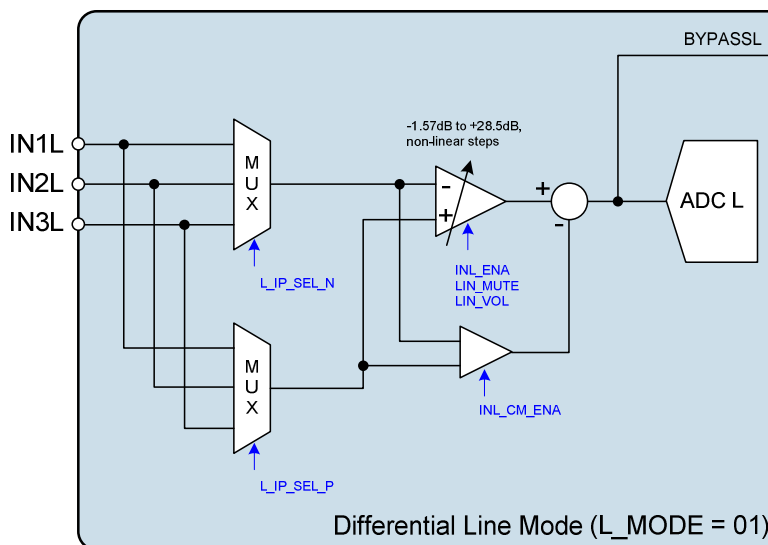 BYPASSL
-1.57dB to +28.5dB,
non-linear steps
IN1L
IN2L
IN3L
M
U
X
-
+
+
-
ADC L
L_IP_SEL_N
INL_ENA
LIN_MUTE
LIN_VOL
M
U
X
INL_CM_ENA
L_IP_SEL_P
Differential Line Mode (L_MODE = 01)